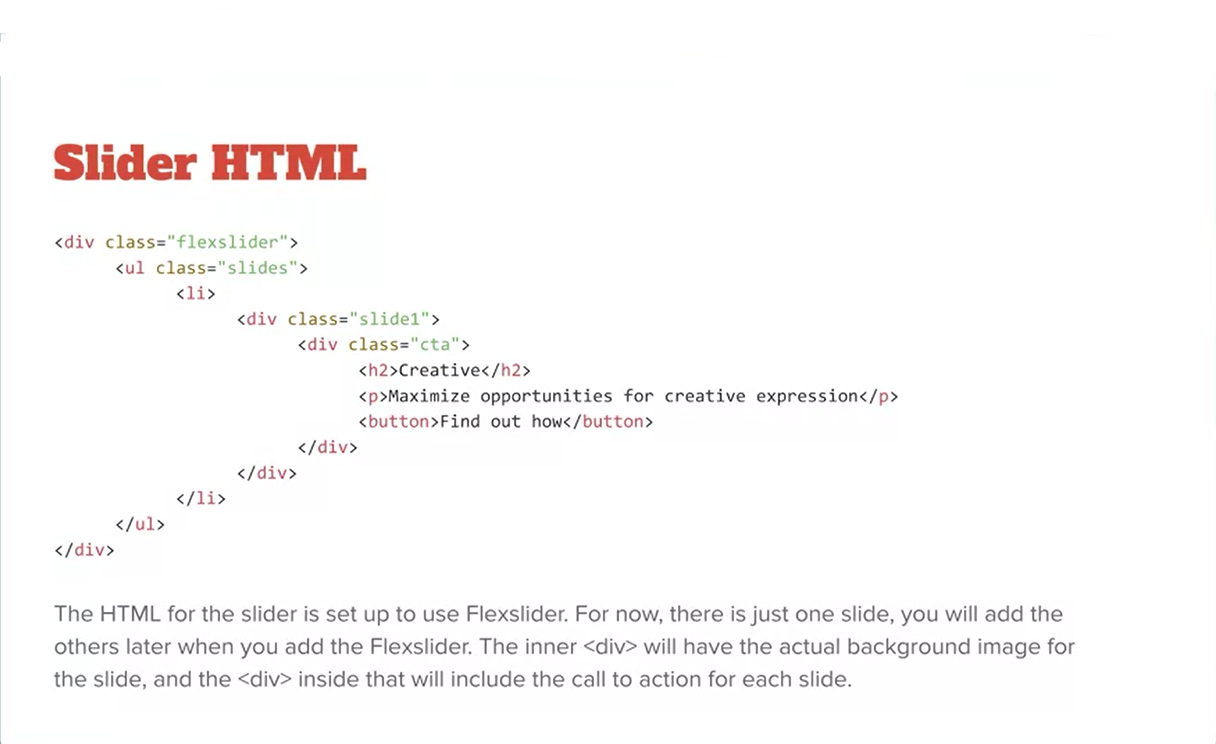 Slider HTML
<div class="flexslider">
<ul class="slides">
<li>
<div class="slide1">
<div class="cta">
<h2>Creative</h2>
<p>Maximize opportunities for creative expression</p>
<button>Find out how</button>
</div>
</div>
</li>
</ul>
</div>
The HTML for the slider is set up to use Flexslider. For now, there is just one slide, you will add the
others later when you add the Flexslider. The inner <div> will have the actual background image for
the slide, and the <div> inside that will include the call to action for each slide.